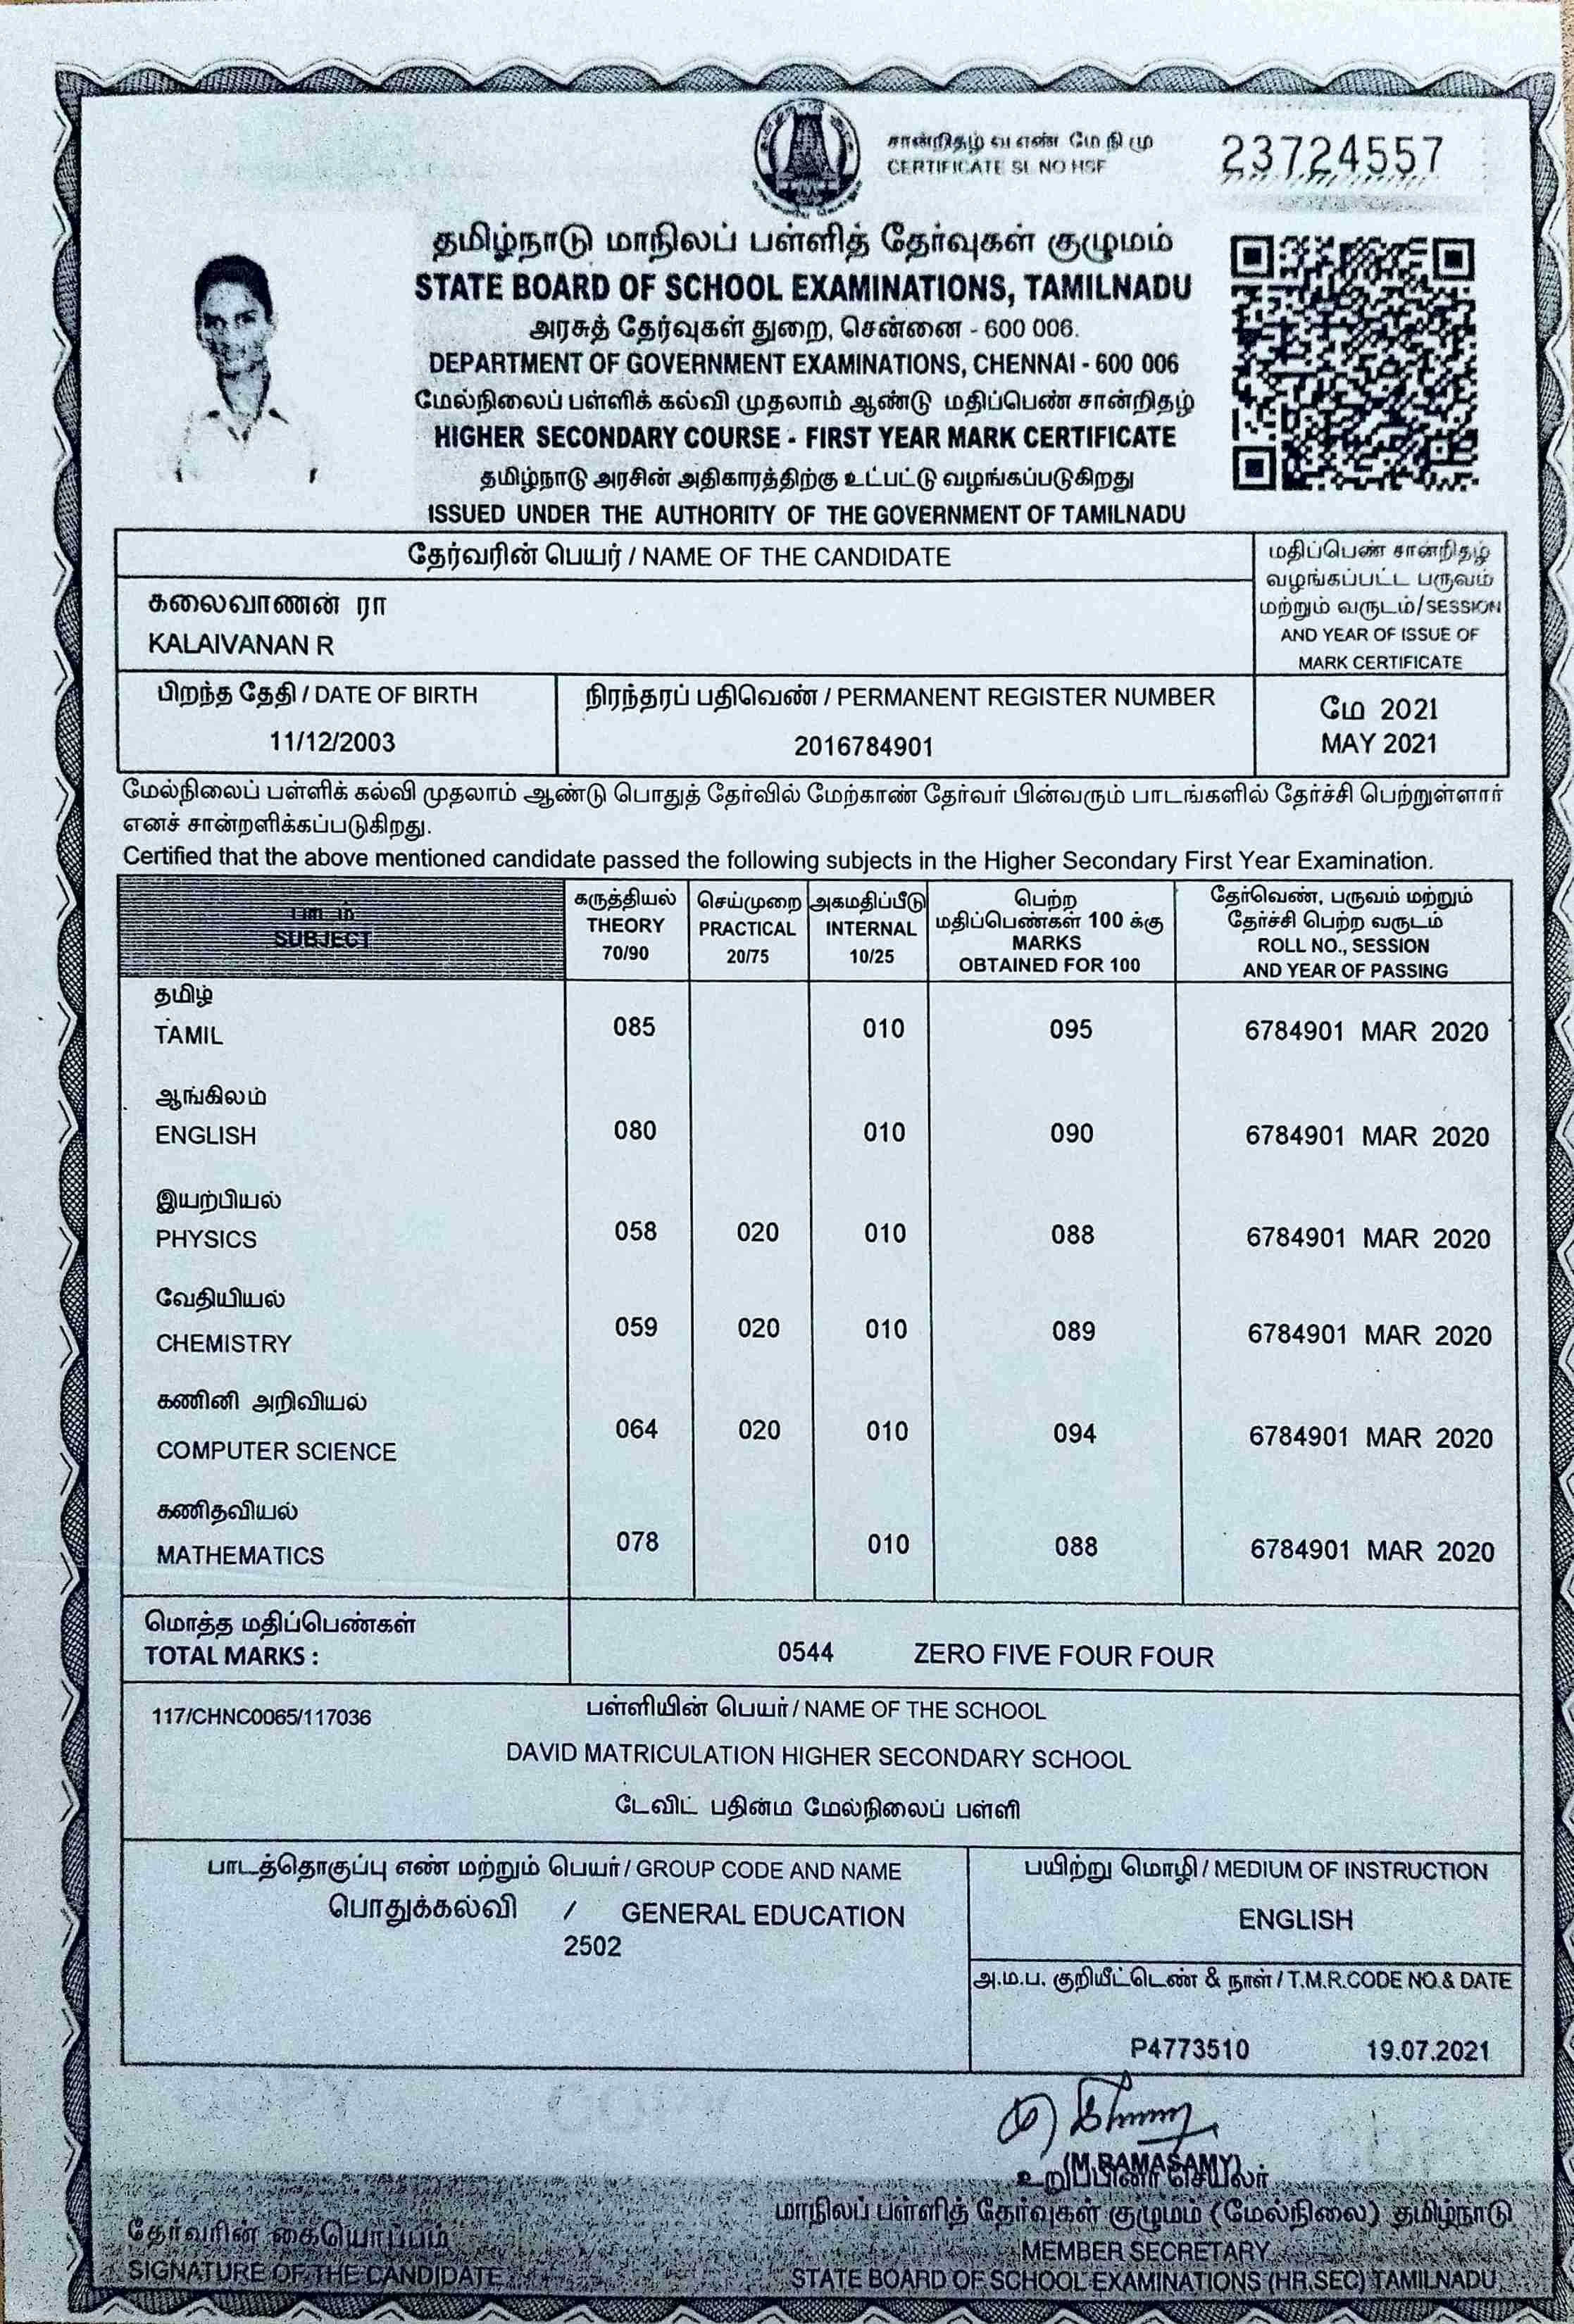 சான்றிதழ் வ எண் மே நி மு
CERTIFICATE SL NO HSF
23724557
தமிழ்நாடு மாநிலப் பள்ளித் தேர்வுகள் குழுமம்
STATE BOARD OF SCHOOL EXAMINATIONS, TAMILNADU
அரசுத் தேர்வுகள் துறை, சென்னை - 600 006.
DEPARTMENT OF GOVERNMENT EXAMINATIONS, CHENNAI - 600 006
மேல்நிலைப் பள்ளிக் கல்வி முதலாம் ஆண்டு மதிப்பெண் சான்றிதழ்
HIGHER SECONDARY COURSE - FIRST YEAR MARK CERTIFICATE
தமிழ்நாடு அரசின் அதிகாரத்திற்கு உட்பட்டு வழங்கப்படுகிறது
ISSUED UNDER THE AUTHORITY OF THE GOVERNMENT OF TAMILNADU
தேர்வரின் பெயர் / NAME OF THE CANDIDATE
கலைவாணன் ரா
KALAIVANAN R
மதிப்பெண் சான்றிதழ்
வழங்கப்பட்ட பருவம்
மற்றும் வருடம்/SESSION
AND YEAR OF ISSUE OF
MARK CERTIFICATE
பிறந்த தேதி / DATE OF BIRTH
11/12/2003
நிரந்தரப் பதிவெண் / PERMANENT REGISTER NUMBER
2016784901
மே 2021
MAY 2021
மேல்நிலைப் பள்ளிக் கல்வி முதலாம் ஆண்டு பொதுத் தேர்வில் மேற்காண் தேர்வர் பின்வரும் பாடங்களில் தேர்ச்சி பெற்றுள்ளார்
எனச் சான்றளிக்கப்படுகிறது.
Certified that the above mentioned candidate passed the following subjects in the Higher Secondary First Year Examination.
பாடம்
SUBJECT
கருத்தியல்
THEORY
70/90
செய்முறை
PRACTICAL
20/75
அகமதிப்பீடு
INTERNAL
10/25
பெற்ற
மதிப்பெண்கள் 100 க்கு
MARKS
OBTAINED FOR 100
தேர்வெண், பருவம் மற்றும்
தேர்ச்சி பெற்ற வருடம்
ROLL NO., SESSION
AND YEAR OF PASSING
தமிழ்
TAMIL 085 010 095 6784901 MAR 2020
ஆங்கிலம்
ENGLISH 080 010 090 6784901 MAR 2020
இயற்பியல்
PHYSICS 058 020 010 088 6784901 MAR 2020
வேதியியல்
CHEMISTRY 059 020 010 089 6784901 MAR 2020
கணினி அறிவியல்
COMPUTER SCIENCE 064 020 010 094 6784901 MAR 2020
கணிதவியல்
MATHEMATICS 078 010 088 6784901 MAR 2020
மொத்த மதிப்பெண்கள்
TOTAL MARKS : 0544 ZERO FIVE FOUR FOUR
117/CHNC0065/117036
பள்ளியின் பெயர் / NAME OF THE SCHOOL
DAVID MATRICULATION HIGHER SECONDARY SCHOOL
டேவிட் பதின்ம மேல்நிலைப் பள்ளி
பாடத்தொகுப்பு எண் மற்றும் பெயர் / GROUP CODE AND NAME
பொதுக்கல்வி / GENERAL EDUCATION
2502
பயிற்று மொழி / MEDIUM OF INSTRUCTION
ENGLISH
அ.ம.ப. குறியீட்டெண் & நாள் / T.M.R.CODE NO.& DATE
P4773510 19.07.2021
(M.RAMASAMY)
உறுப்பினர் செயலர்
மாநிலப் பள்ளித் தேர்வுகள் குழுமம் (மேல்நிலை) தமிழ்நாடு
MEMBER SECRETARY
STATE BOARD OF SCHOOL EXAMINATIONS (HR.SEC) TAMILNADU
தேர்வரின் கையொப்பம்
SIGNATURE OF THE CANDIDATE